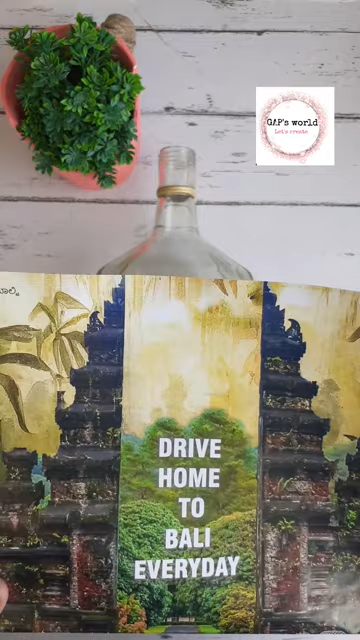 GAP's world
Let's create
DRIVE
HOME
TO
BALI
EVERYDAY